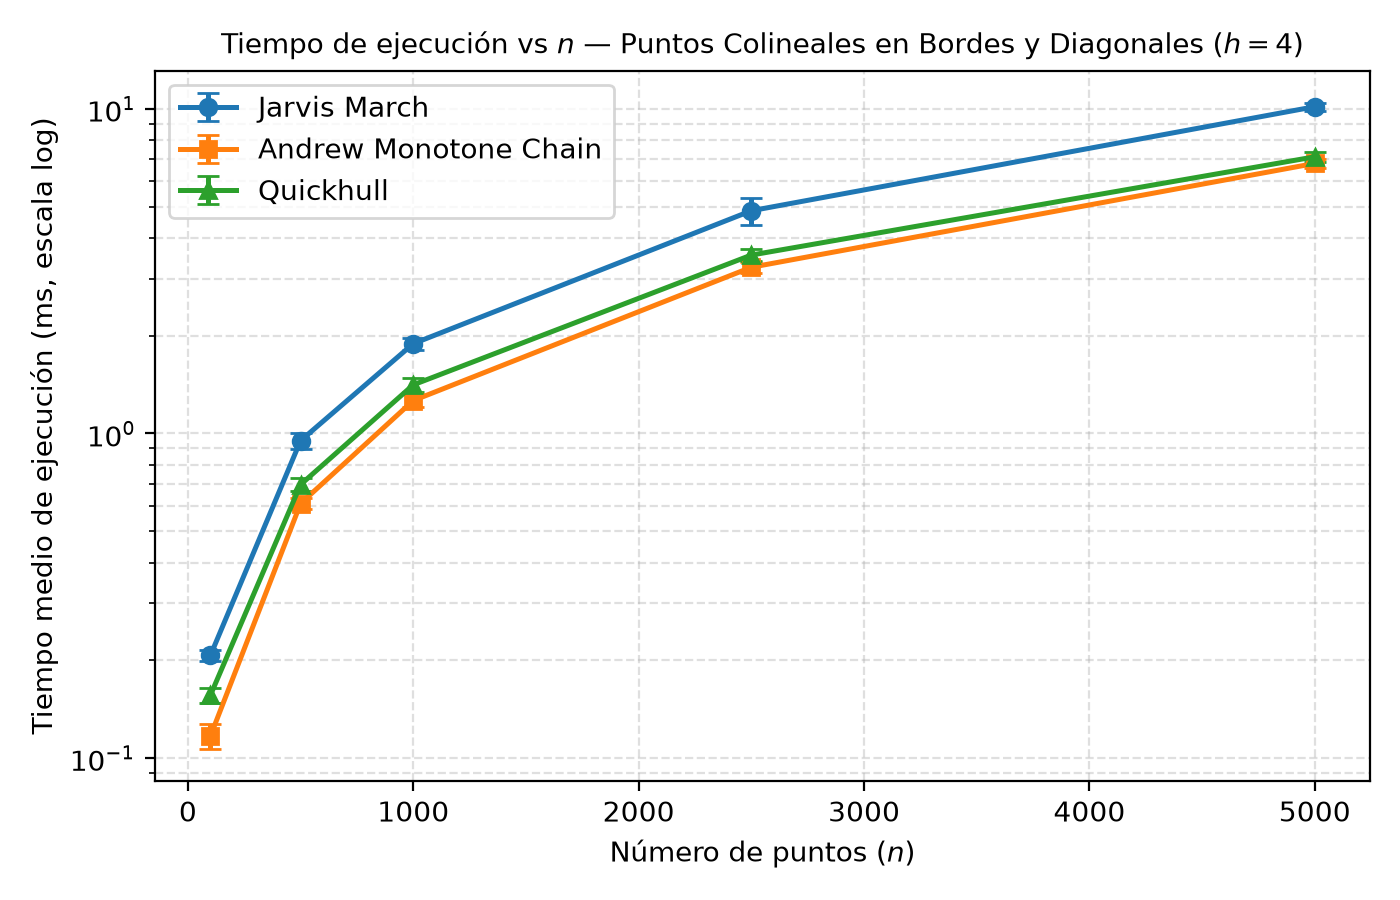 Tiempo de ejecución vs n — Puntos Colineales en Bordes y Diagonales (h = 4)
Jarvis March
Andrew Monotone Chain
Quickhull
Tiempo medio de ejecución (ms, escala log)
10¹
10⁰
10⁻¹
0 1000 2000 3000 4000 5000
Número de puntos (n)